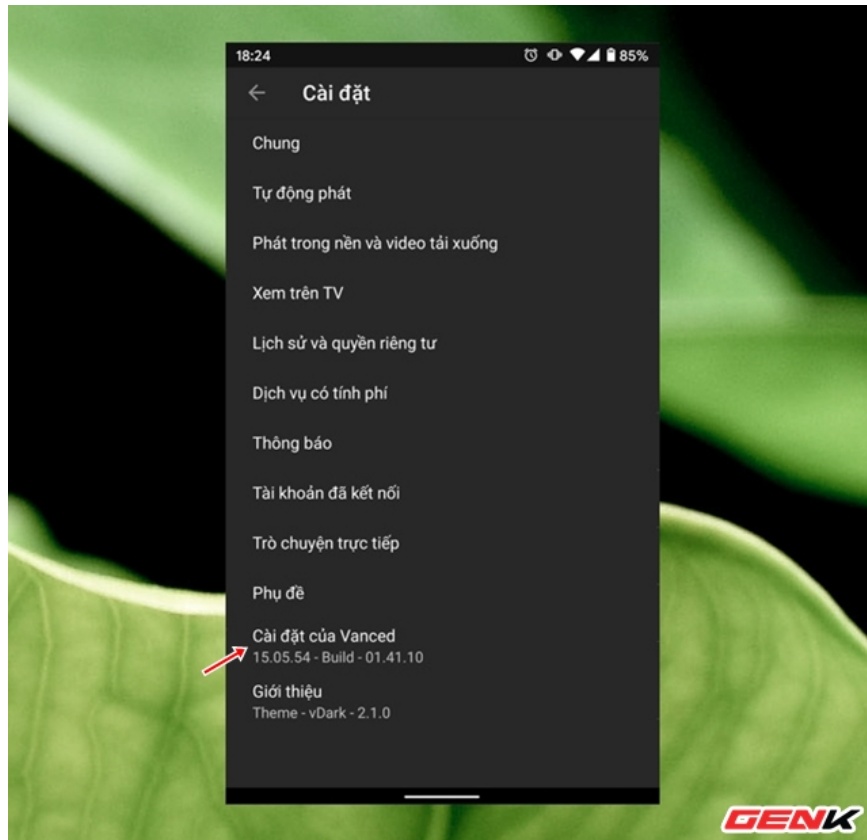 18:24
85%
Cài đặt
Chung
Tự động phát
Phát trong nền và video tải xuống
Xem trên TV
Lịch sử và quyền riêng tư
Dịch vụ có tính phí
Thông báo
Tài khoản đã kết nối
Trò chuyện trực tiếp
Phụ đề
Cài đặt của Vanced
15.05.54 - Build - 01.41.10
Giới thiệu
Theme - vDark - 2.1.0
GENK